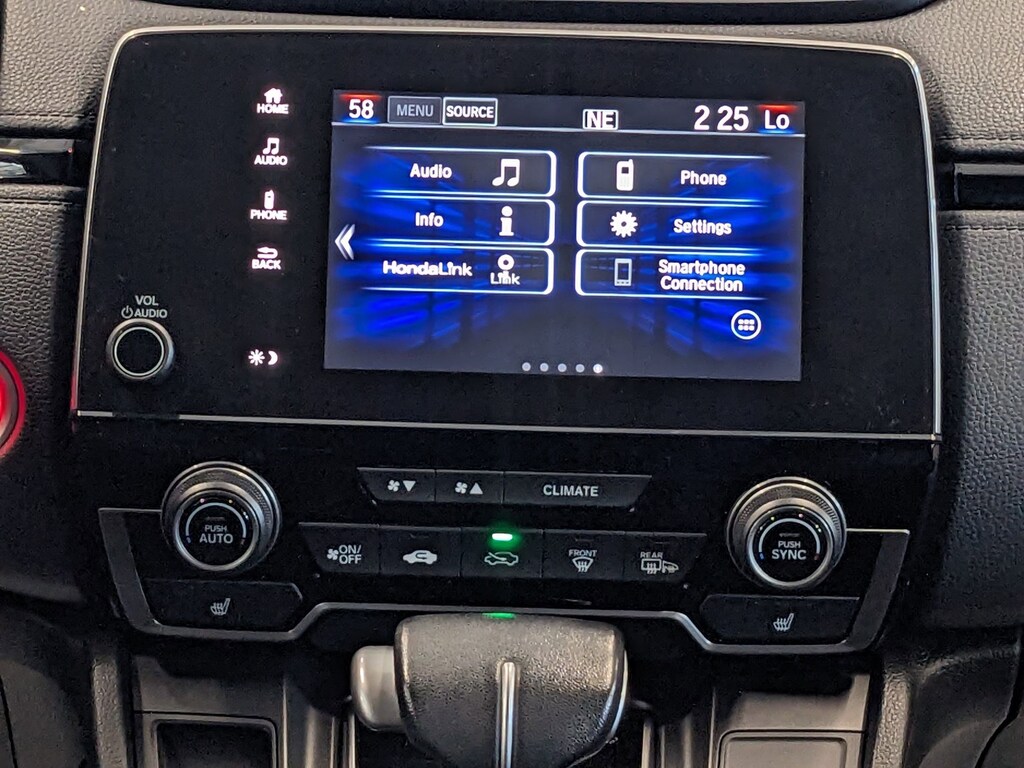 HOME
AUDIO
PHONE
BACK
VOL
AUDIO
58 MENU SOURCE NE 2 25 Lo
Audio Phone
Info Settings
HondaLink Link Smartphone
Connection
CLIMATE
PUSH
AUTO
ON/
OFF
FRONT
REAR
PUSH
SYNC